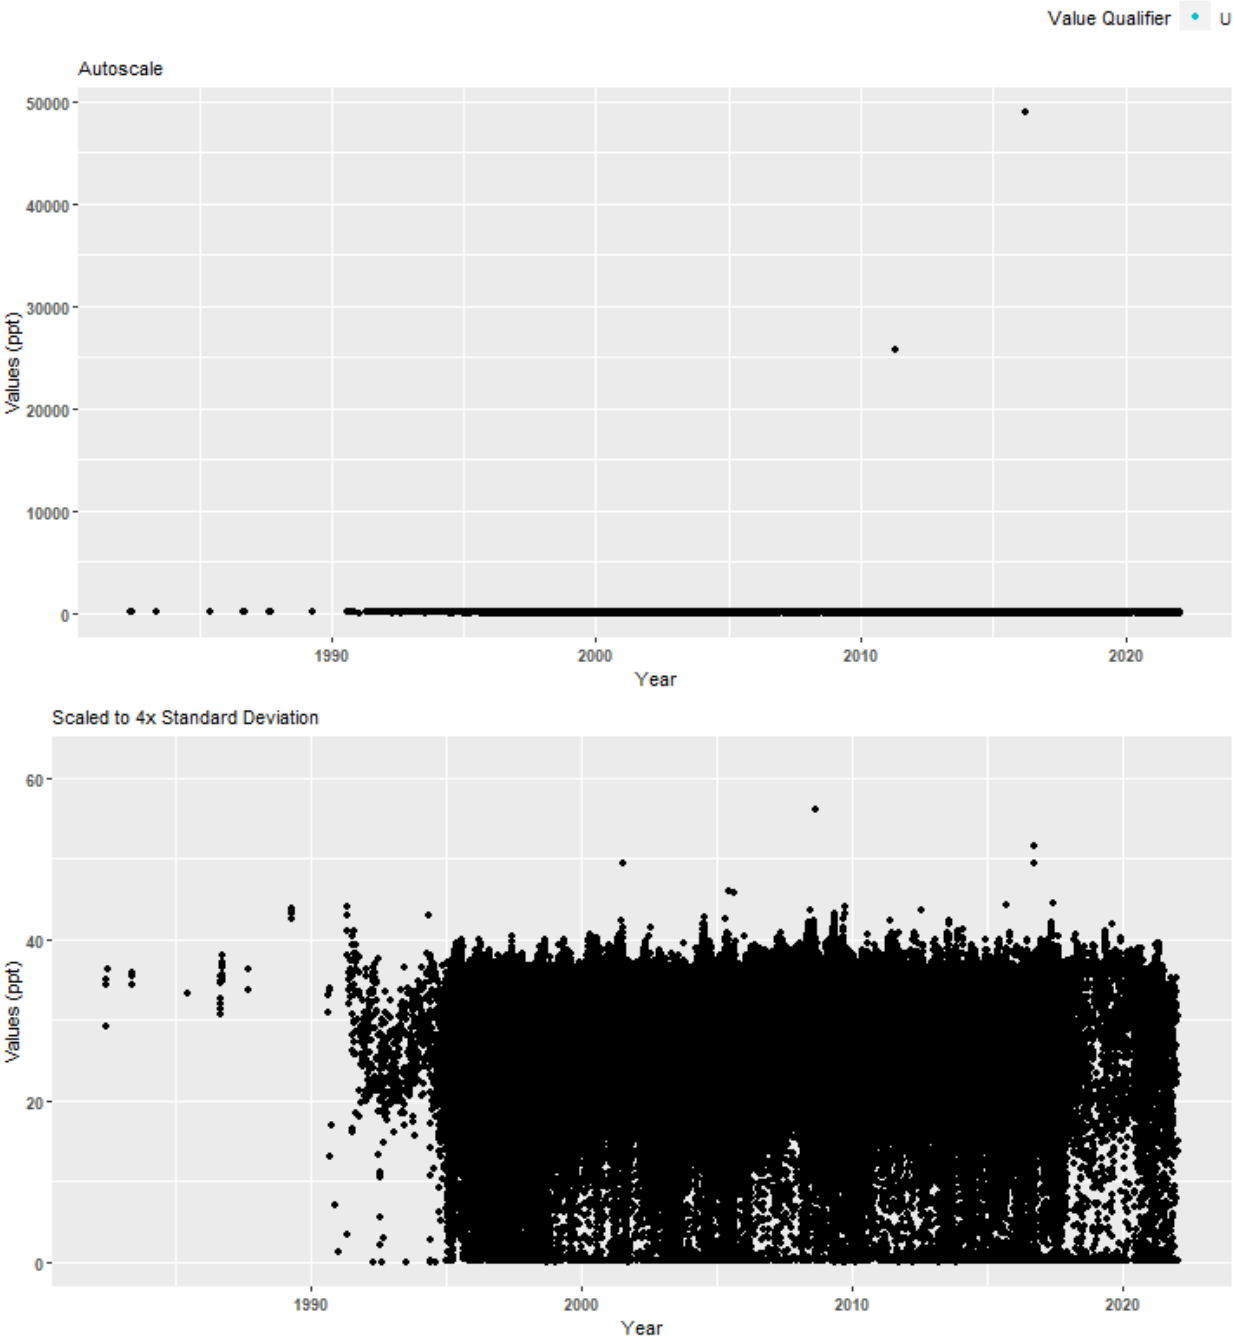 Value Qualifier U
Autoscale
50000
40000
30000
20000
10000
0
Values (ppt)
1990 2000 2010 2020
Year
Scaled to 4x Standard Deviation
60
40
20
0
Values (ppt)
1990 2000 2010 2020
Year